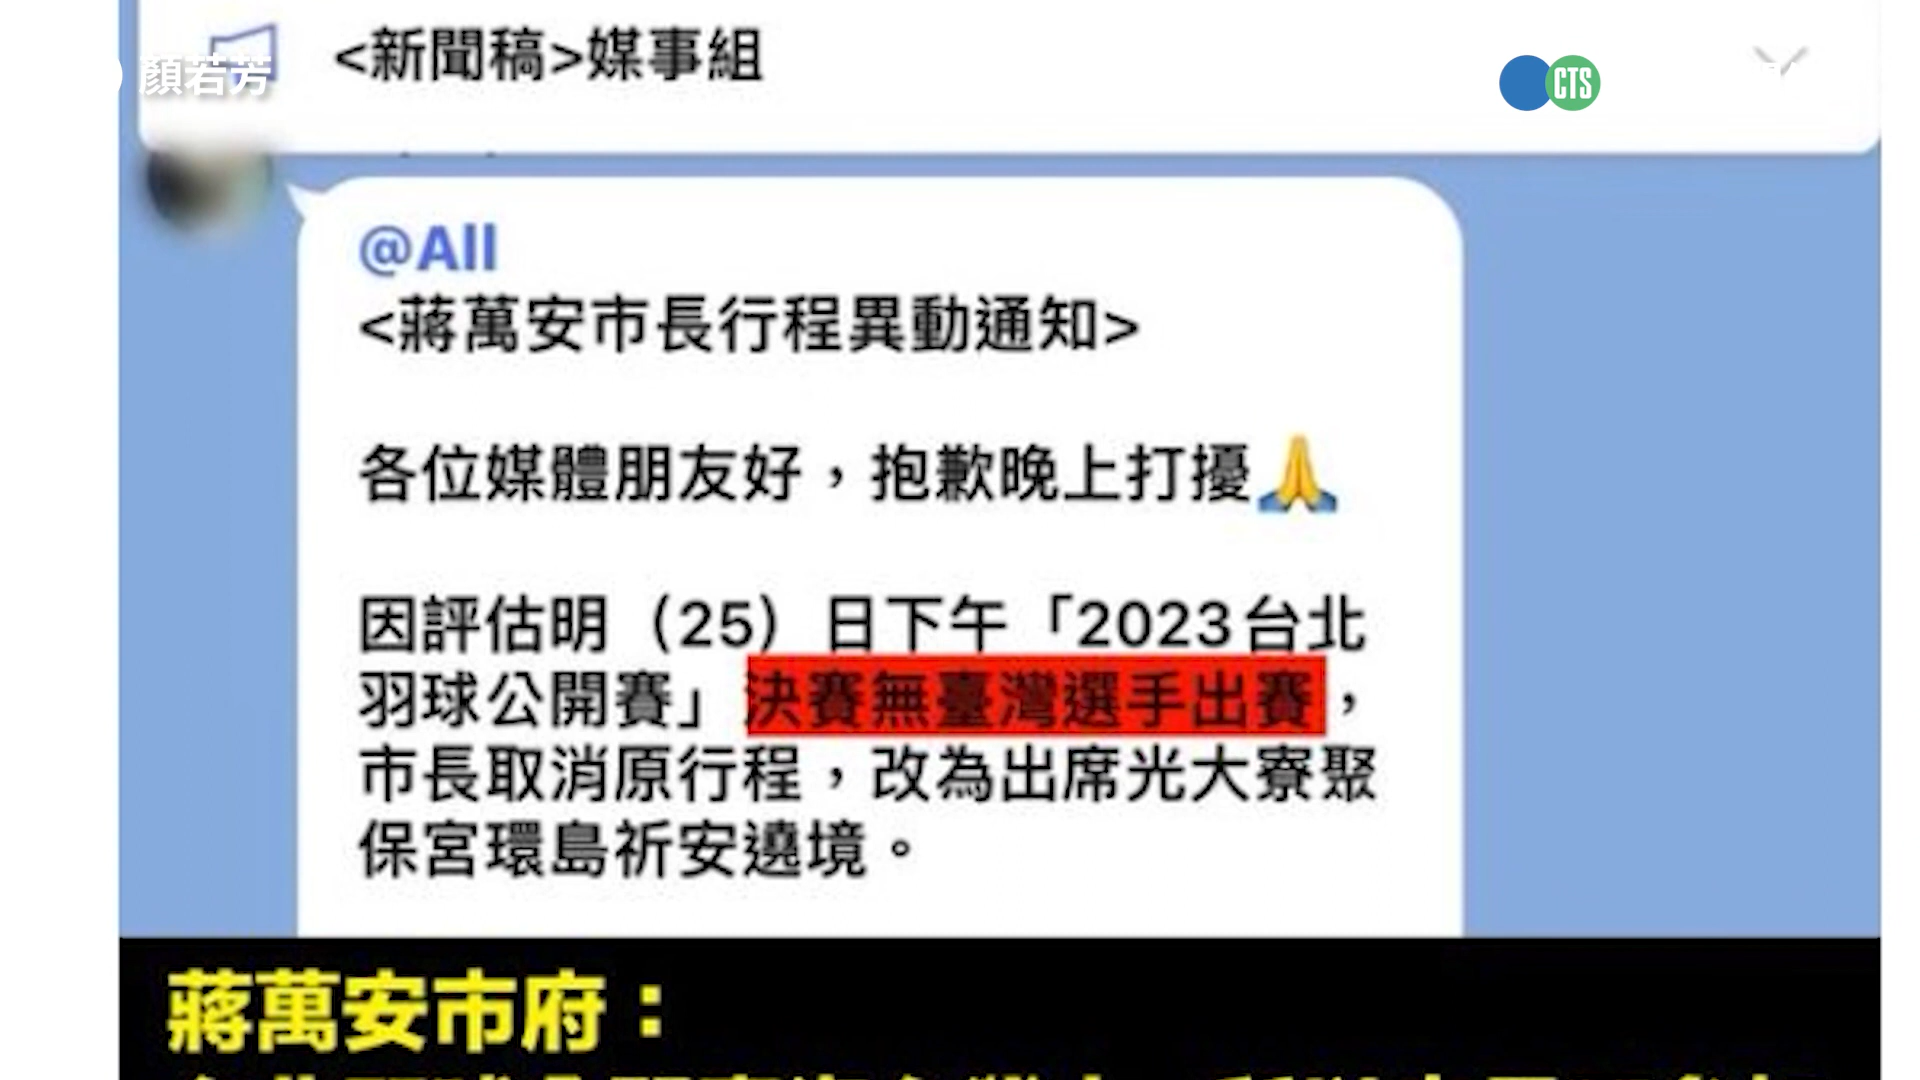 <新聞稿>媒事組
顏若芳
CTS
@All
<蔣萬安市長行程異動通知>
各位媒體朋友好，抱歉晚上打擾🙏
因評估明（25）日下午「2023台北
羽球公開賽」決賽無臺灣選手出賽，
市長取消原行程，改為出席光大寮聚
保宮環島祈安遶境。
蔣萬安市府：